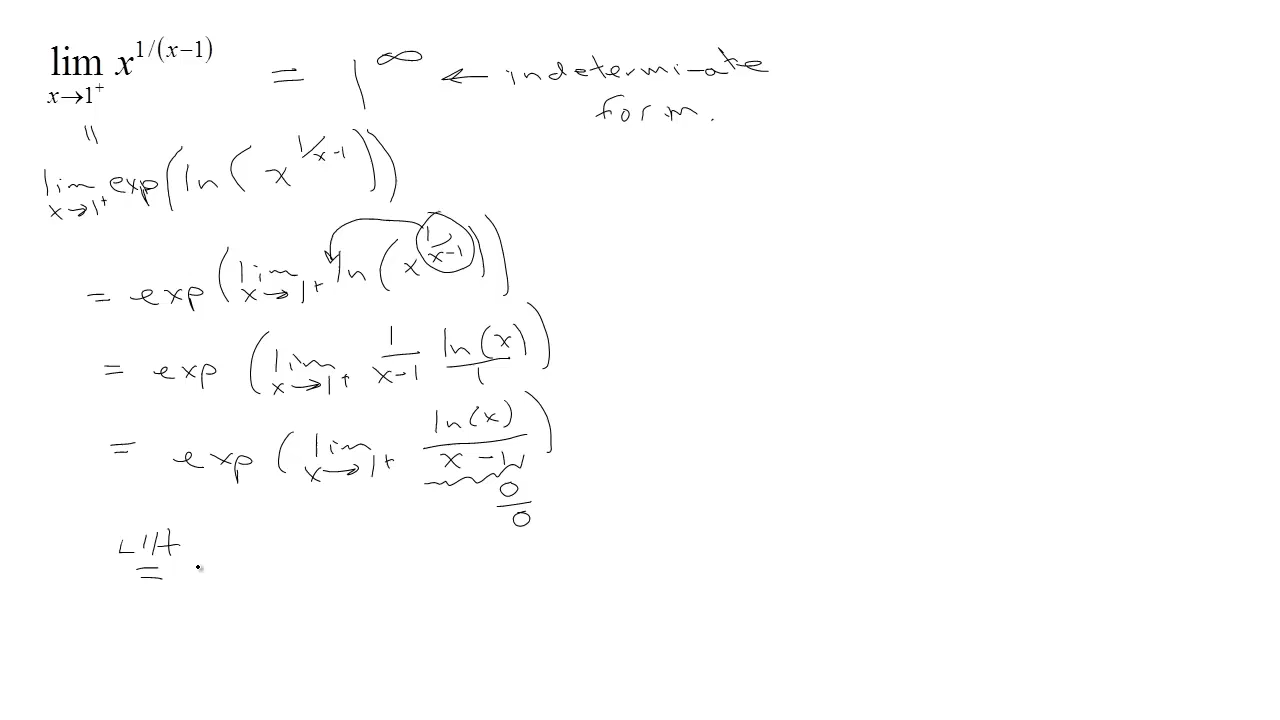 lim x→1⁺ x^(1/(x−1)) = 1^∞ ← indeterminate form.
||
lim x→1⁺ exp(ln(x^(1/x−1)))
= exp(lim x→1⁺ ln(x^(1/x−1)))
= exp(lim x→1⁺ 1/(x−1) ln(x)/1)
= exp(lim x→1⁺ ln(x)/(x−1))
0/0
L'H
=